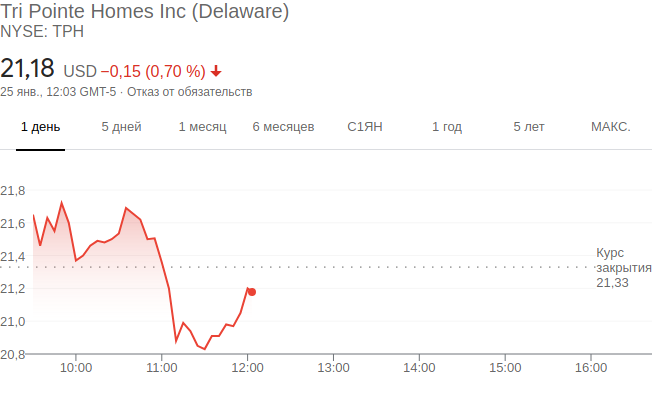 Tri Pointe Homes Inc (Delaware)
NYSE: TPH
21,18 USD −0,15 (0,70 %)
25 янв., 12:03 GMT-5 · Отказ от обязательств
1 день 5 дней 1 месяц 6 месяцев С1ЯН 1 год 5 лет МАКС.
21,8
21,6
21,4
21,2
21,0
20,8
Курс
закрытия
21,33
10:00 11:00 12:00 13:00 14:00 15:00 16:00